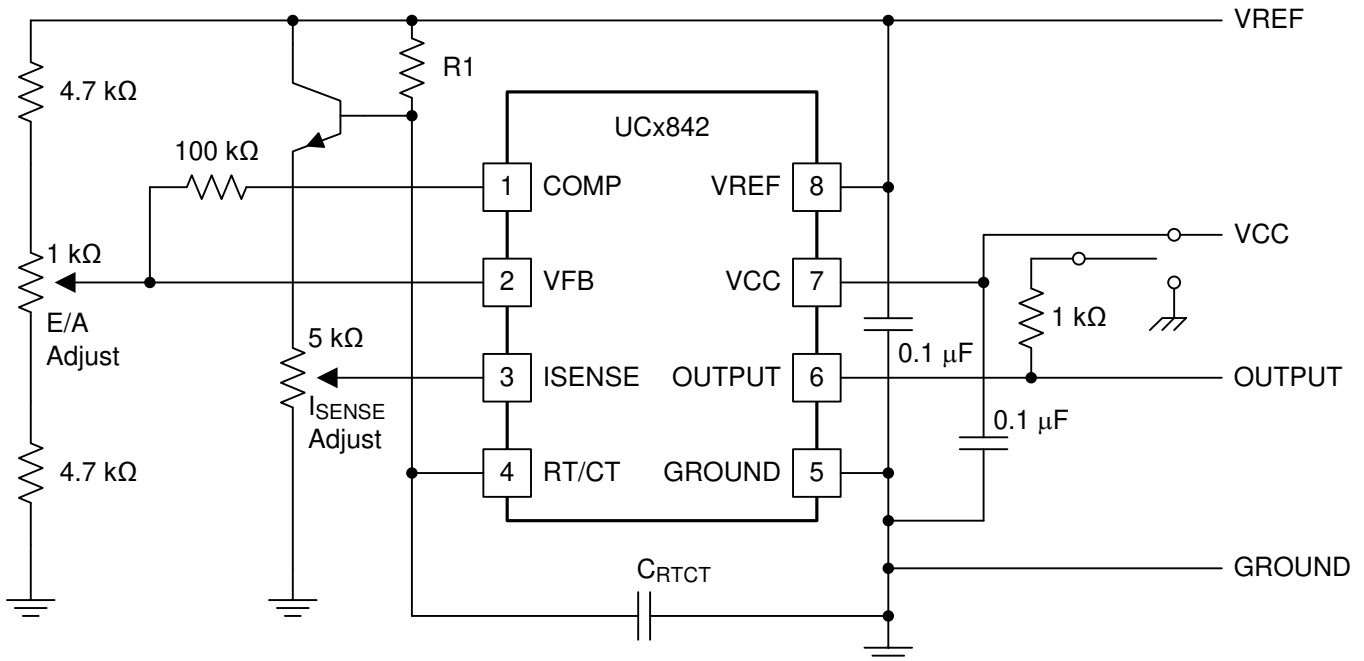 VREF
4.7 kΩ
R1
UCx842
100 kΩ
1 COMP
VREF 8
VCC
1 kΩ
E/A
Adjust
2 VFB
VCC 7
1 kΩ
0.1 μF
5 kΩ
ISENSE
Adjust
3 ISENSE
OUTPUT 6
OUTPUT
0.1 μF
4.7 kΩ
4 RT/CT
GROUND 5
GROUND
CRTCT